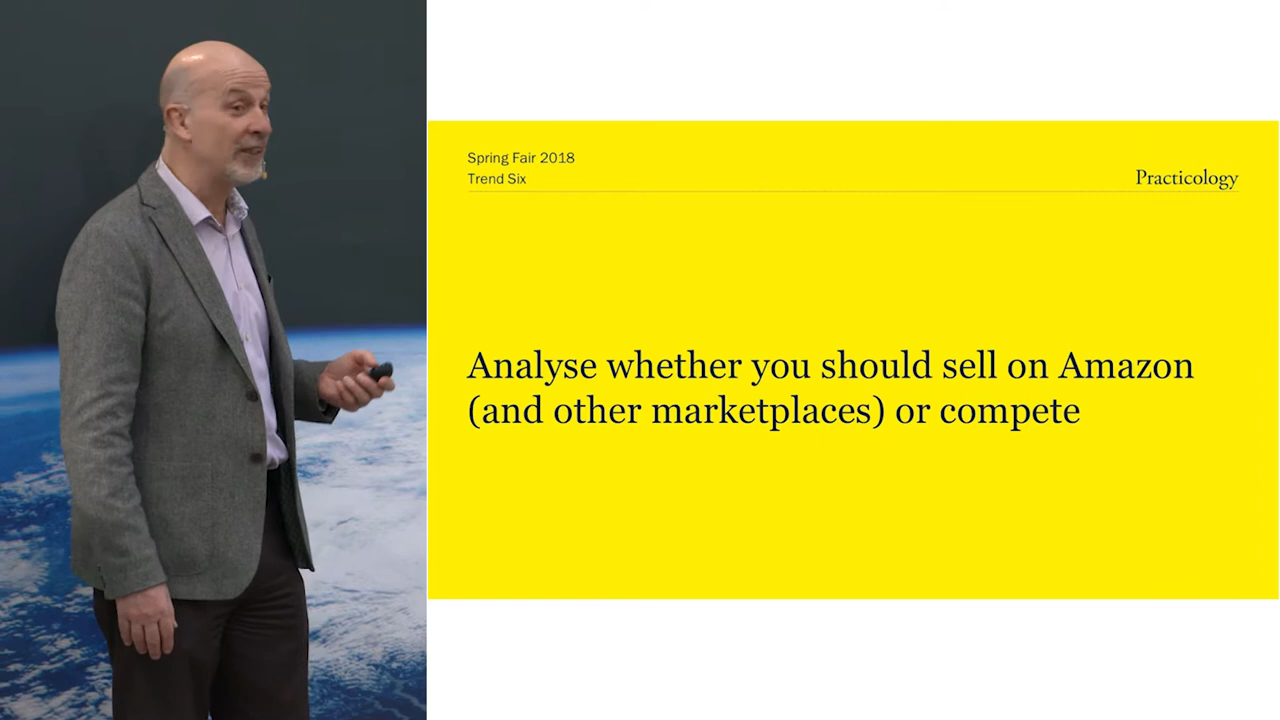 Spring Fair 2018
Trend Six
Practicology
Analyse whether you should sell on Amazon
(and other marketplaces) or compete